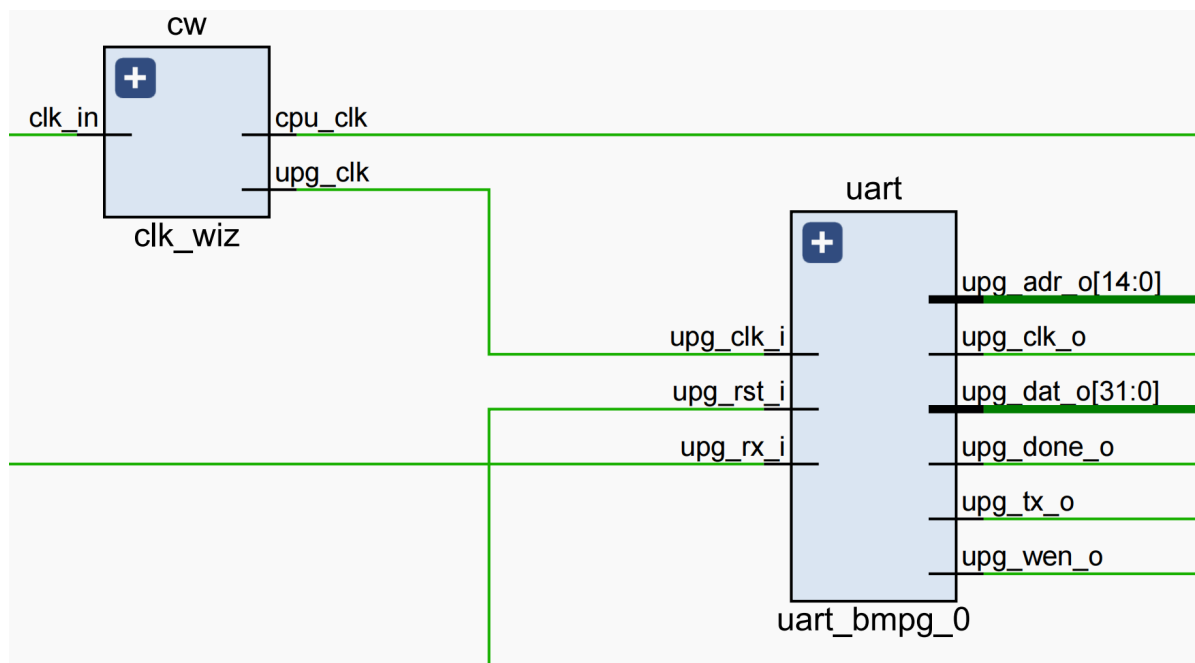 cw
clk_in
cpu_clk
upg_clk
clk_wiz
uart
upg_adr_o[14:0]
upg_clk_i
upg_clk_o
upg_rst_i
upg_dat_o[31:0]
upg_rx_i
upg_done_o
upg_tx_o
upg_wen_o
uart_bmpg_0